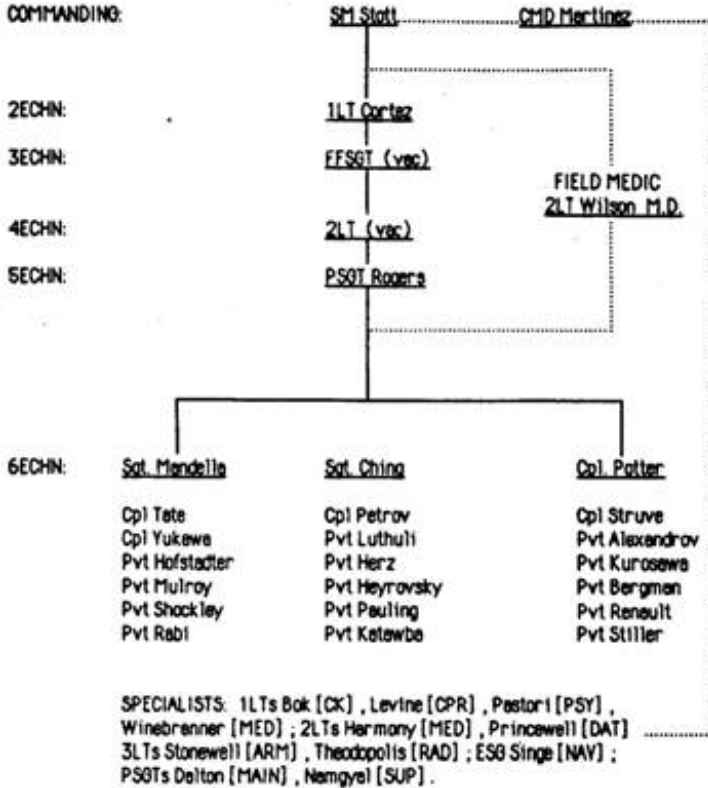 COMMANDING: SM Stott CMD Martinez
2ECHN: 1LT Cortez
3ECHN: FFSGT (vac)
FIELD MEDIC
2LT Wilson M.D.
4ECHN: 2LT (vac)
5ECHN: PSGT Rogers
6ECHN: Sgt. Mandella Sgt. Ching Cpl. Potter
Cpl Tate Cpl Petrov Cpl Struve
Cpl Yukawa Pvt Luthuli Pvt Alexandrov
Pvt Hofstadter Pvt Herz Pvt Kurosawa
Pvt Mulroy Pvt Heyrovsky Pvt Bergman
Pvt Shockley Pvt Pauling Pvt Renault
Pvt Rabi Pvt Katawba Pvt Stiller
SPECIALISTS: 1LTs Bok [CK] , Levine [CPR] , Pastori [PSY] ,
Winebrenner [MED] ; 2LTs Harmony [MED] , Princewell [DAT]
3LTs Stonewell [ARM] , Theodopolis [RAD] ; ESG Singe [NAV] ;
PSGTs Dalton [MAIN] , Namgyal [SUP] .